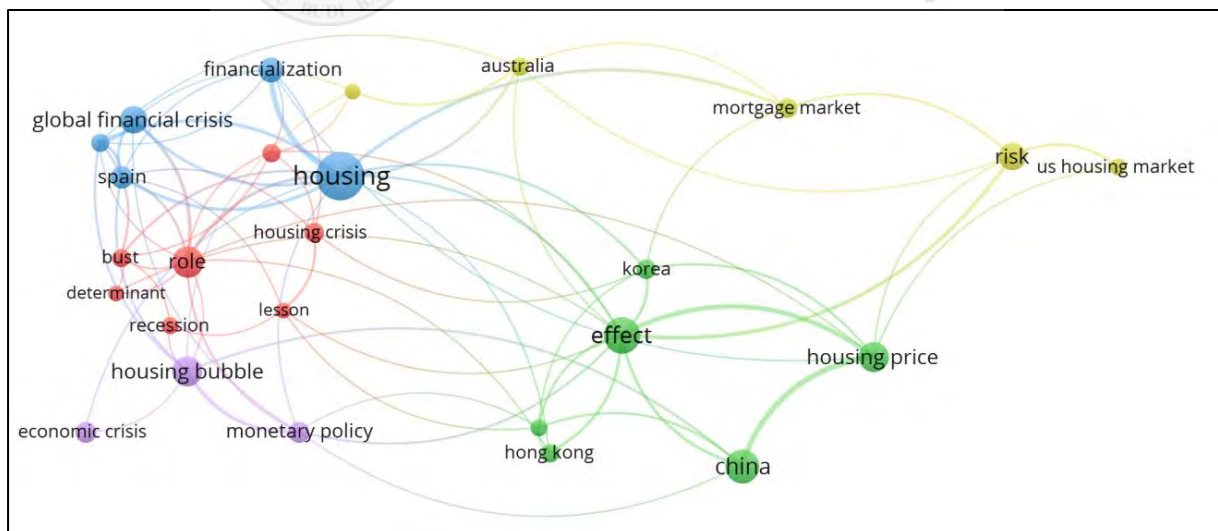 BUDI
financialization
australia
mortgage market
global financial crisis
risk
us housing market
spain
housing
housing crisis
bust
role
korea
determinant
lesson
recession
effect
housing price
housing bubble
economic crisis
monetary policy
hong kong
china